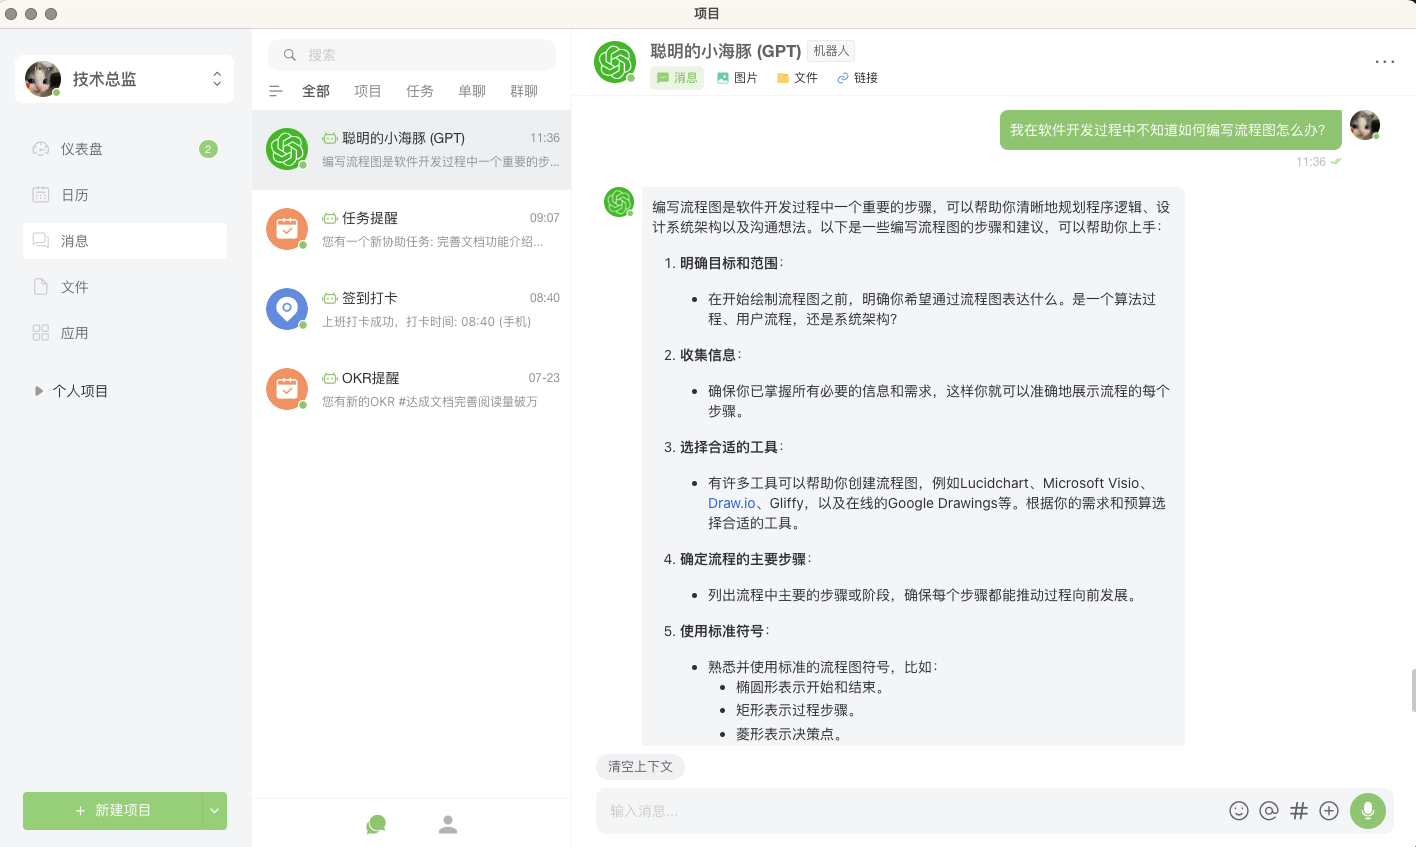 项目
技术总监
仪表盘
2
日历
消息
文件
应用
个人项目
+ 新建项目
搜索
全部 项目 任务 单聊 群聊
聪明的小海豚 (GPT) 11:36
编写流程图是软件开发过程中一个重要的步...
任务提醒 09:07
您有一个新协助任务: 完善文档功能介绍...
签到打卡 08:40
上班打卡成功，打卡时间: 08:40 (手机)
OKR提醒 07-23
您有新的OKR #达成文档完善阅读量破万
聪明的小海豚 (GPT) 机器人
消息 图片 文件 链接
我在软件开发过程中不知道如何编写流程图怎么办?
11:36
编写流程图是软件开发过程中一个重要的步骤，可以帮助你清晰地规划程序逻辑、设
计系统架构以及沟通想法。以下是一些编写流程图的步骤和建议，可以帮助你上手：
1. 明确目标和范围：
• 在开始绘制流程图之前，明确你希望通过流程图表达什么。是一个算法过
程、用户流程，还是系统架构？
2. 收集信息：
• 确保你已掌握所有必要的信息和需求，这样你就可以准确地展示流程的每个
步骤。
3. 选择合适的工具：
• 有许多工具可以帮助你创建流程图，例如Lucidchart、Microsoft Visio、
Draw.io、Gliffy，以及在线的Google Drawings等。根据你的需求和预算选
择合适的工具。
4. 确定流程的主要步骤：
• 列出流程中主要的步骤或阶段，确保每个步骤都能推动过程向前发展。
5. 使用标准符号：
• 熟悉并使用标准的流程图符号，比如：
• 椭圆形表示开始和结束。
• 矩形表示过程步骤。
• 菱形表示决策点。
清空上下文
输入消息...